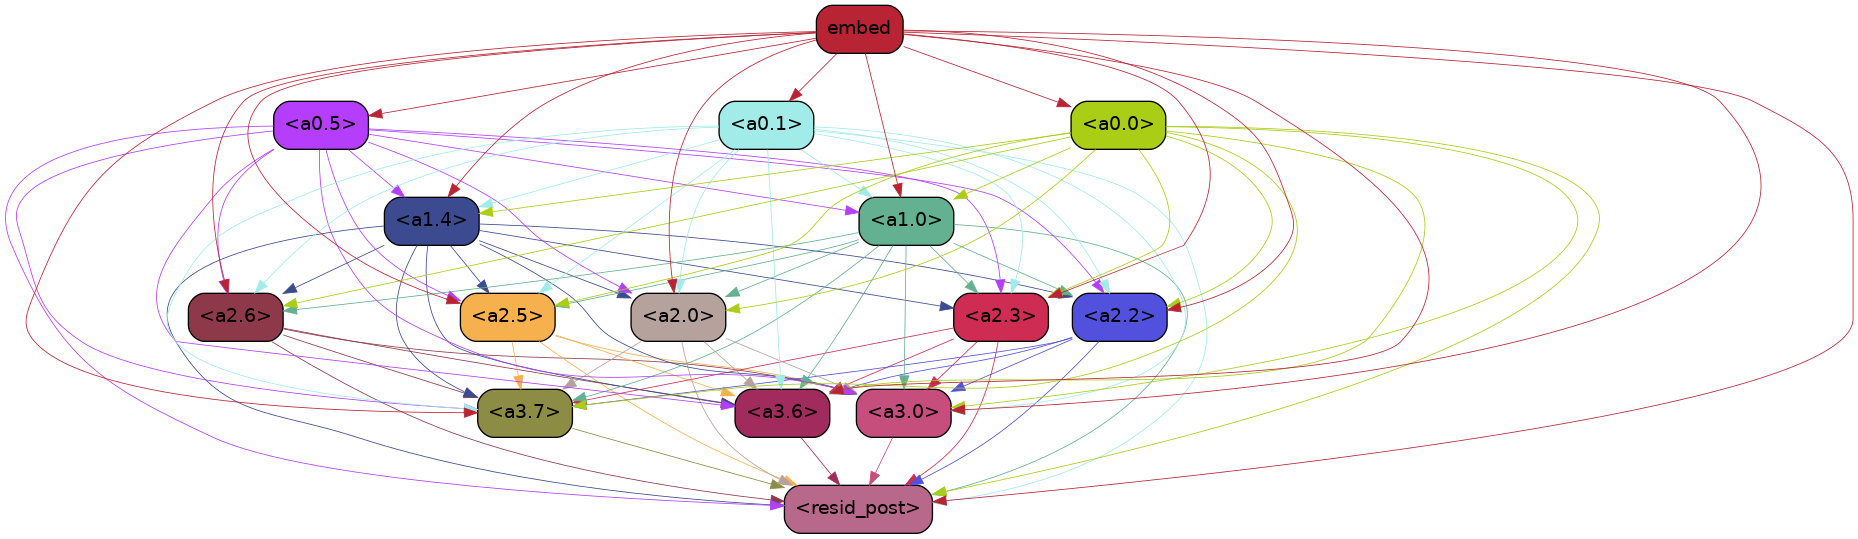 embed
<a0.5>
<a0.1>
<a0.0>
<a1.4>
<a1.0>
<a2.6>
<a2.5>
<a2.0>
<a2.3>
<a2.2>
<a3.7>
<a3.6>
<a3.0>
<resid_post>